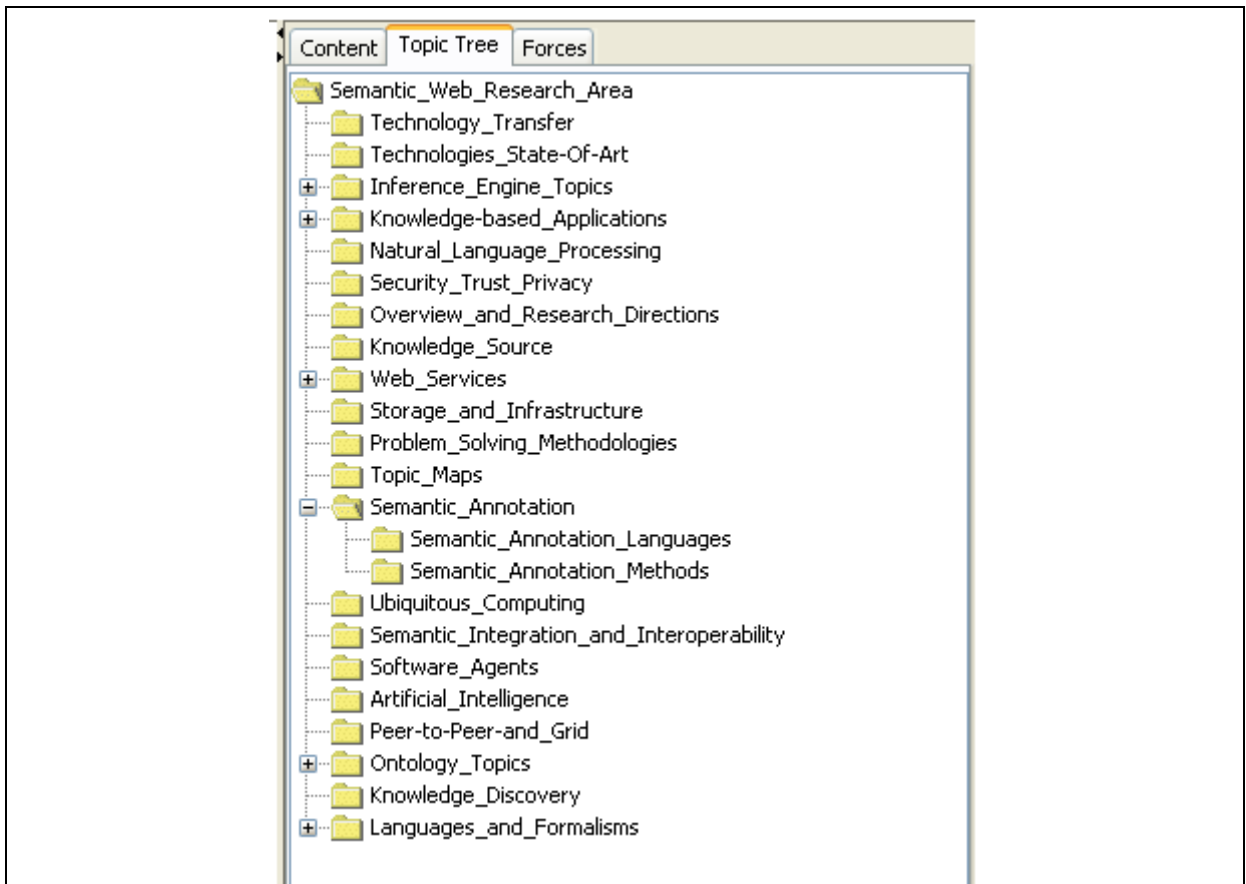 Content Topic Tree Forces
Semantic_Web_Research_Area
Technology_Transfer
Technologies_State-Of-Art
Inference_Engine_Topics
Knowledge-based_Applications
Natural_Language_Processing
Security_Trust_Privacy
Overview_and_Research_Directions
Knowledge_Source
Web_Services
Storage_and_Infrastructure
Problem_Solving_Methodologies
Topic_Maps
Semantic_Annotation
Semantic_Annotation_Languages
Semantic_Annotation_Methods
Ubiquitous_Computing
Semantic_Integration_and_Interoperability
Software_Agents
Artificial_Intelligence
Peer-to-Peer-and_Grid
Ontology_Topics
Knowledge_Discovery
Languages_and_Formalisms